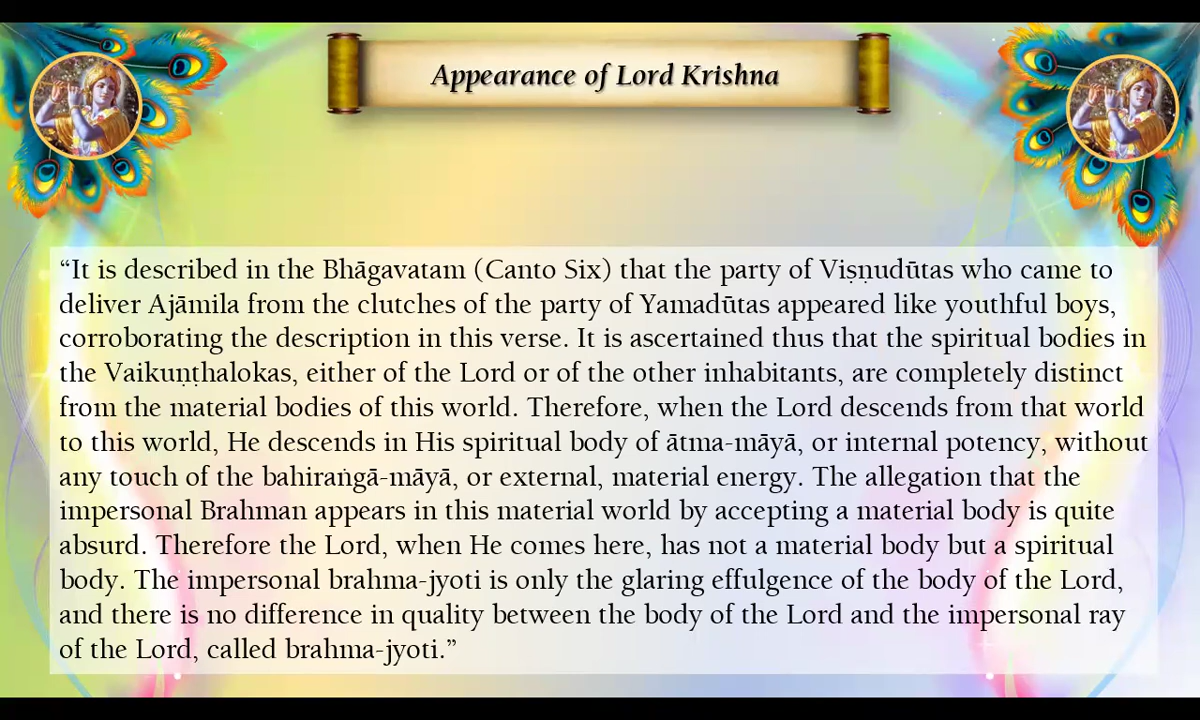 Appearance of Lord Krishna
“It is described in the Bhāgavatam (Canto Six) that the party of Viṣṇudūtas who came to
deliver Ajāmila from the clutches of the party of Yamadūtas appeared like youthful boys,
corroborating the description in this verse. It is ascertained thus that the spiritual bodies in
the Vaikuṇṭhalokas, either of the Lord or of the other inhabitants, are completely distinct
from the material bodies of this world. Therefore, when the Lord descends from that world
to this world, He descends in His spiritual body of ātma-māyā, or internal potency, without
any touch of the bahiraṅgā-māyā, or external, material energy. The allegation that the
impersonal Brahman appears in this material world by accepting a material body is quite
absurd. Therefore the Lord, when He comes here, has not a material body but a spiritual
body. The impersonal brahma-jyoti is only the glaring effulgence of the body of the Lord,
and there is no difference in quality between the body of the Lord and the impersonal ray
of the Lord, called brahma-jyoti.”